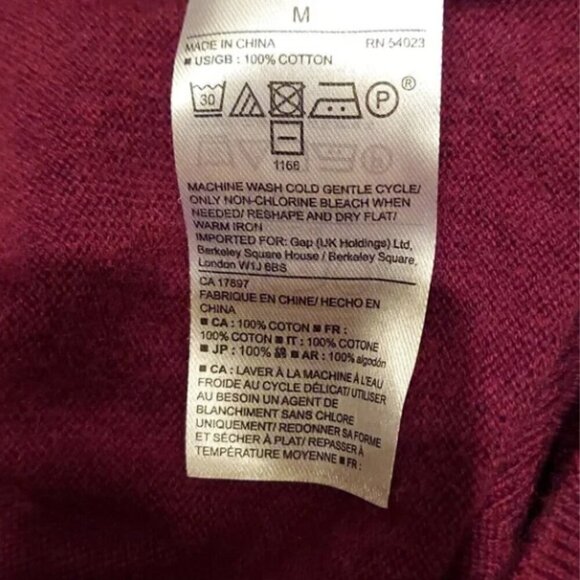 M
MADE IN CHINA RN 54023
■ US/GB : 100% COTTON
30 P ®
1166
MACHINE WASH COLD GENTLE CYCLE/
ONLY NON-CHLORINE BLEACH WHEN
NEEDED/ RESHAPE AND DRY FLAT/
WARM IRON
IMPORTED FOR: Gap (UK Holdings) Ltd,
Berkeley Square House / Berkeley Square,
London W1J 6BS
CA 17897
FABRIQUE EN CHINE/ HECHO EN
CHINA
■ CA : 100% COTON ■ FR :
100% COTON ■ IT : 100% COTONE
■ JP : 100% 綿 ■ AR : 100% algodón
■ CA : LAVER À LA MACHINE À L'EAU
FROIDE AU CYCLE DÉLICAT/ UTILISER
AU BESOIN UN AGENT DE
BLANCHIMENT SANS CHLORE
UNIQUEMENT/ REDONNER SA FORME
ET SÉCHER À PLAT/ REPASSER À
TEMPÉRATURE MOYENNE ■ FR :